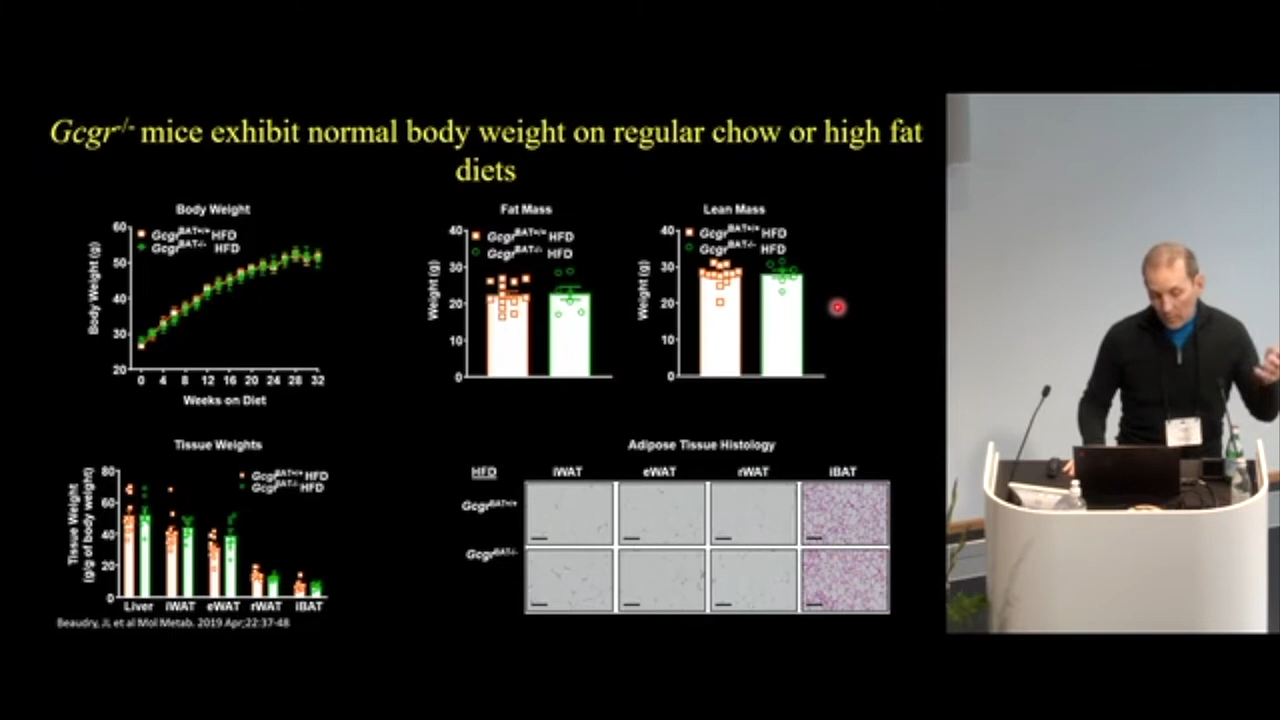 Gcgr-/- mice exhibit normal body weight on regular chow or high fat
diets
Body Weight
GcgrBAT+/+ HFD
GcgrBAT-/- HFD
Body Weight (g)
60
50
40
30
20
0 4 8 12 16 20 24 28 32
Weeks on Diet
Fat Mass
GcgrBAT+/+ HFD
GcgrBAT-/- HFD
Weight (g)
40
30
20
10
0
Lean Mass
GcgrBAT+/+ HFD
GcgrBAT-/- HFD
Weight (g)
40
30
20
10
0
Tissue Weights
GcgrBAT+/+ HFD
GcgrBAT-/- HFD
Tissue Weight
(g/g of body weight)
80
60
40
20
0
Liver iWAT eWAT rWAT iBAT
Adipose Tissue Histology
HFD iWAT eWAT rWAT iBAT
GcgrBAT+/+
GcgrBAT-/-
Beaudry, JL et al Mol Metab. 2019 Apr;22:37-48